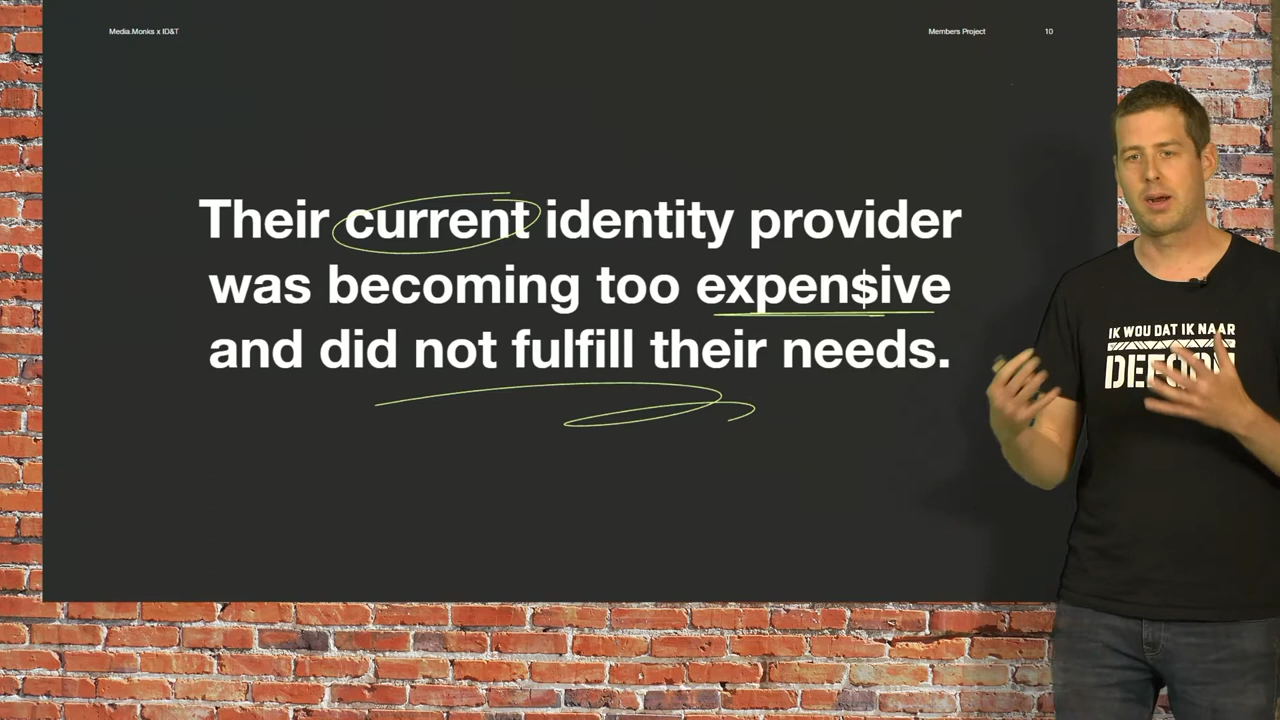 Media.Monks x ID&T
Members Project
10
Their current identity provider
was becoming too expen$ive
and did not fulfill their needs.
IK WOU DAT IK NAAR